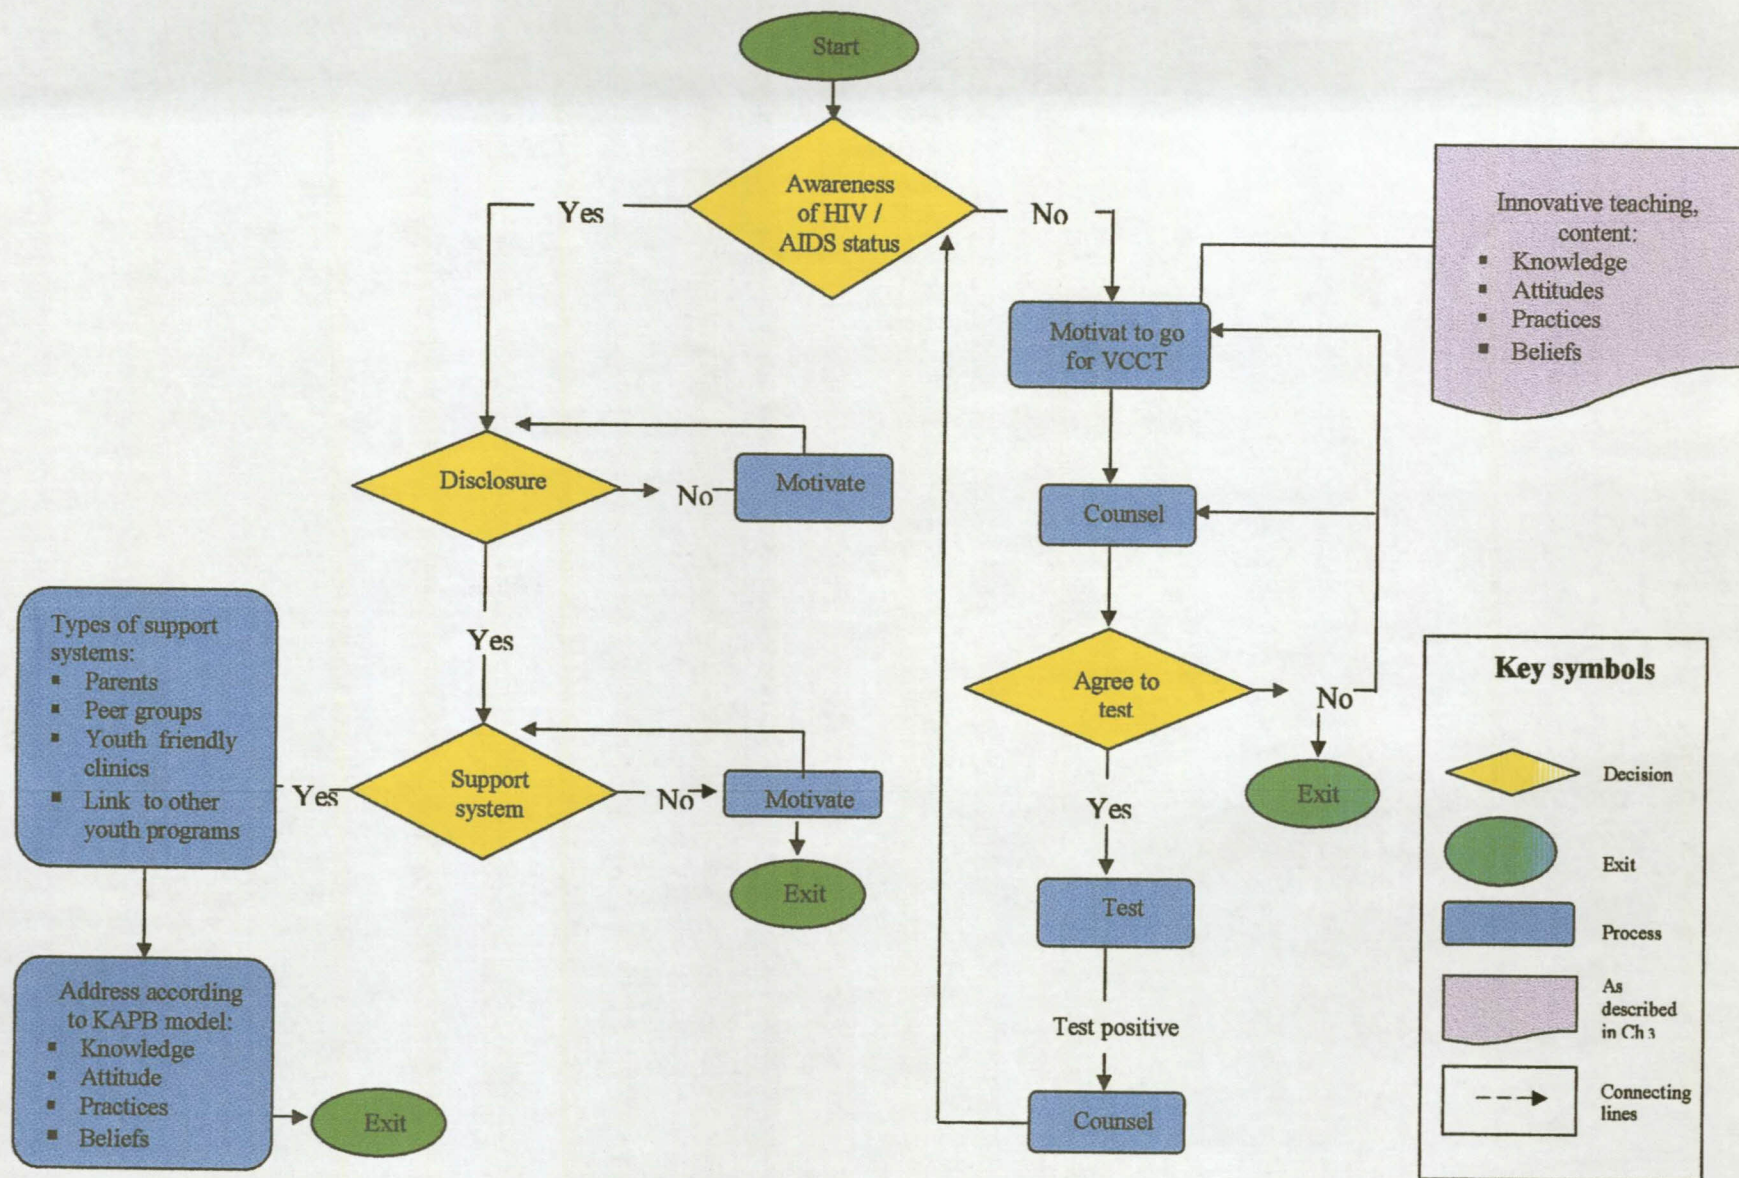 Start
Awareness
of HIV /
AIDS status
Yes
No
Innovative teaching,
content:
▪ Knowledge
▪ Attitudes
▪ Practices
▪ Beliefs
Motivat to go
for VCCT
Disclosure
No
Motivate
Counsel
Yes
Types of support
systems:
▪ Parents
▪ Peer groups
▪ Youth friendly
clinics
▪ Link to other
youth programs
Agree to
test
No
Exit
Yes
Support
system
No
Motivate
Exit
Yes
Test
Test positive
Counsel
Address according
to KAPB model:
▪ Knowledge
▪ Attitude
▪ Practices
▪ Beliefs
Exit
Key symbols
Decision
Exit
Process
As
described
in Ch 3
Connecting
lines